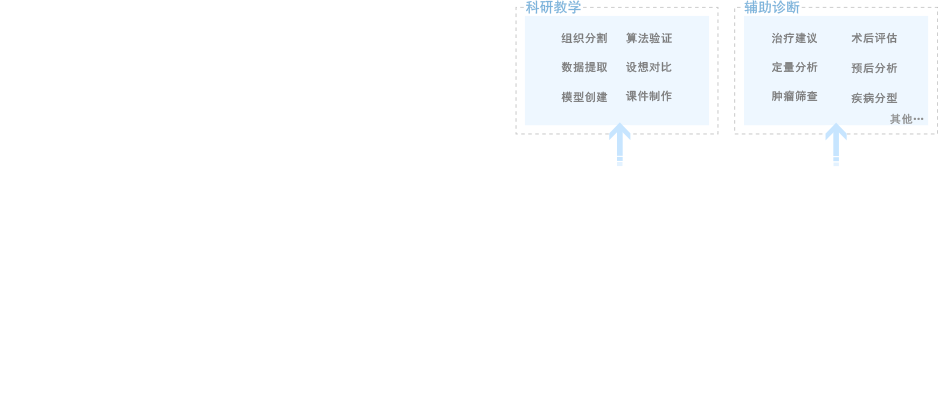 科研教学
组织分割 算法验证
数据提取 设想对比
模型创建 课件制作
辅助诊断
治疗建议 术后评估
定量分析 预后分析
肿瘤筛查 疾病分型
其他···